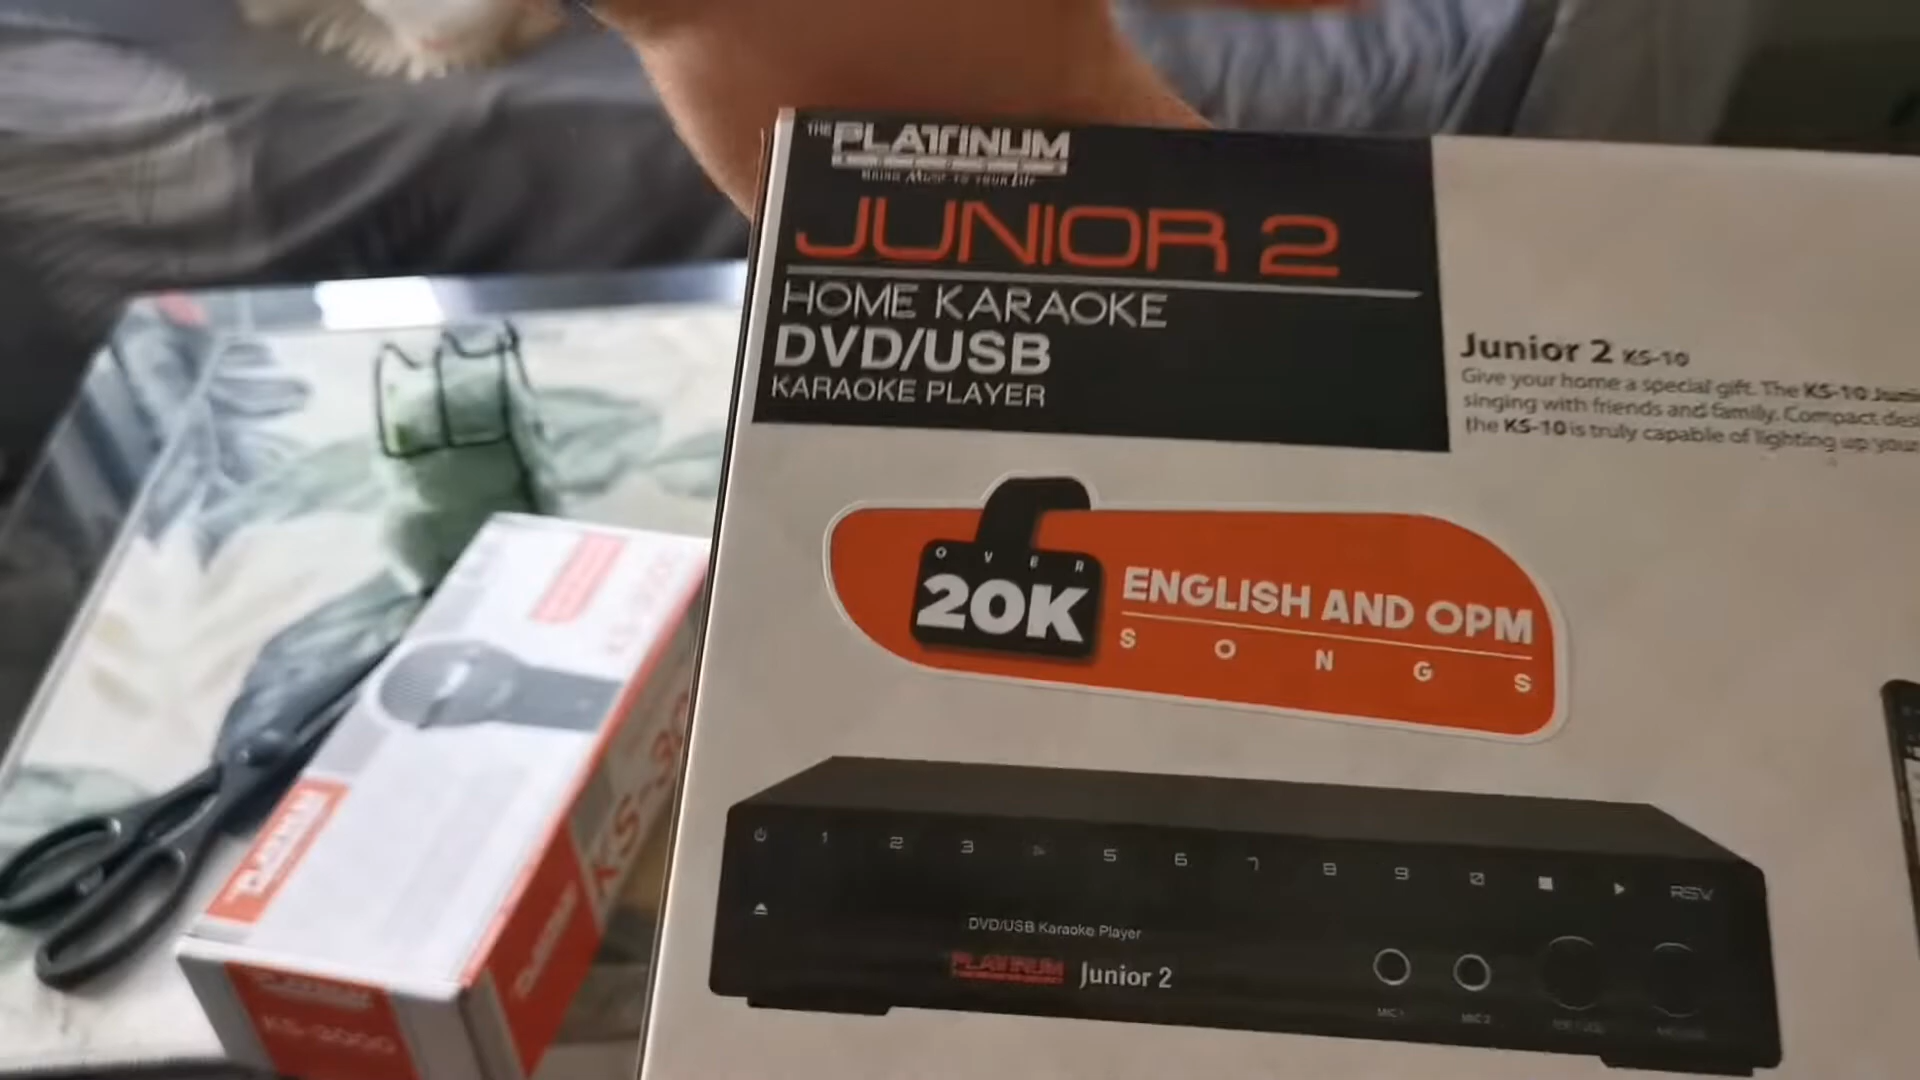 THE PLATINUM
BRING MUSIC TO YOUR Life
JUNIOR 2
HOME KARAOKE
DVD/USB
KARAOKE PLAYER
Junior 2 KS-10
Give your home a special gift. The KS-10
singing with friends and family. Compact
the KS-10 is truly capable of lighting up your
OVER
20K
ENGLISH AND OPM
SONGS
1 2 3 5 6 7 8 9 0 RSV
DVD/USB Karaoke Player
PLATINUM Junior 2
MIC 1 MIC 2
PLATINUM